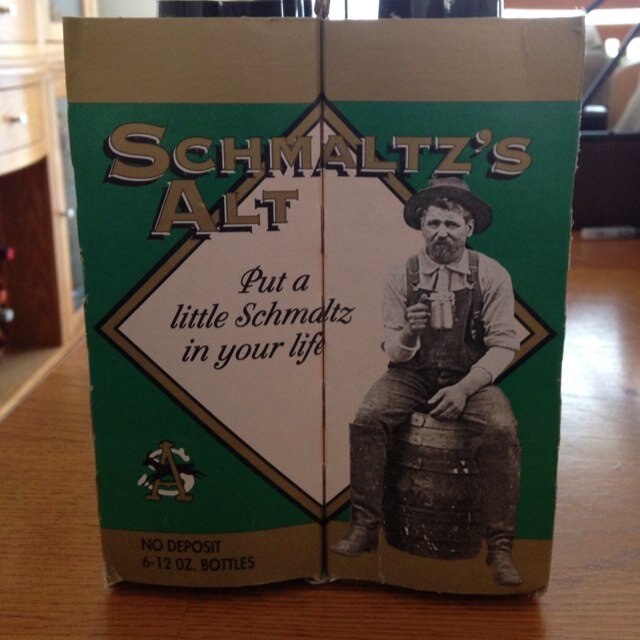 SCHMALTZ'S
ALT
Put a
little Schmaltz
in your life
A
NO DEPOSIT
6-12 OZ. BOTTLES